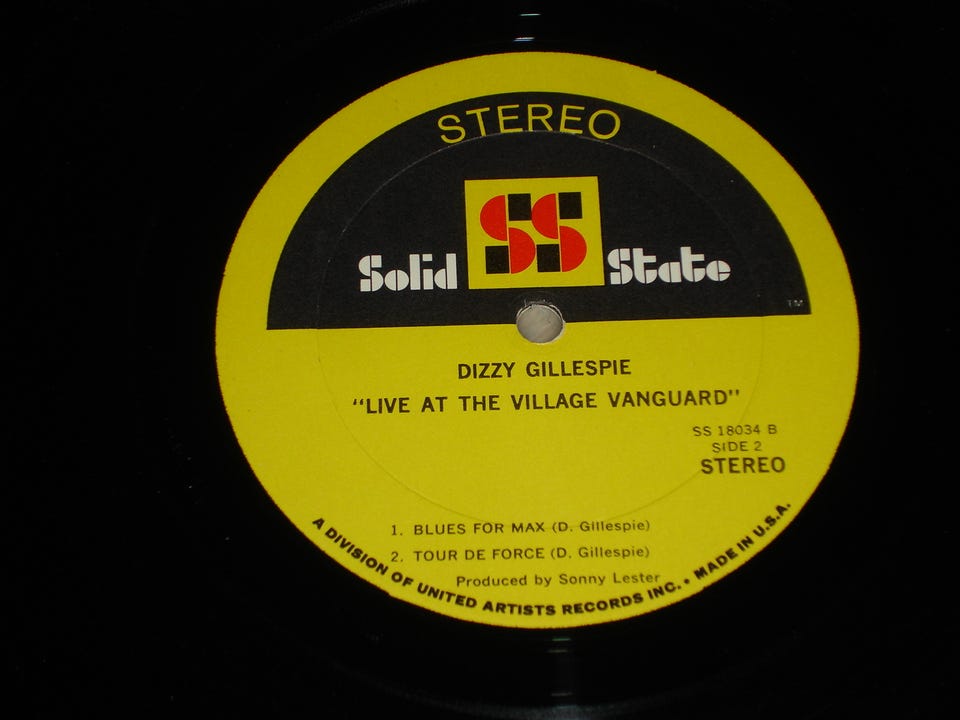 STEREO
SS
Solid State
TM
DIZZY GILLESPIE
"LIVE AT THE VILLAGE VANGUARD"
SS 18034 B
SIDE 2
STEREO
1. BLUES FOR MAX (D. Gillespie)
2. TOUR DE FORCE (D. Gillespie)
Produced by Sonny Lester
A DIVISION OF UNITED ARTISTS RECORDS INC. • MADE IN U.S.A.